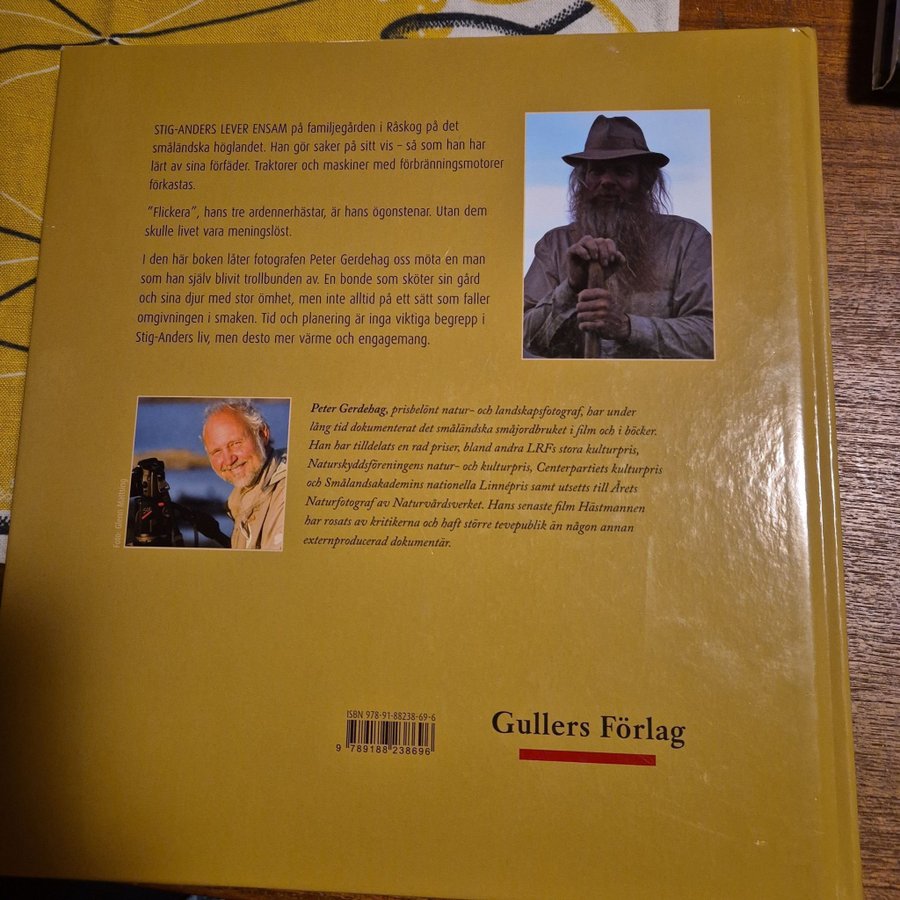 STIG-ANDERS LEVER ENSAM på familjegården i Råskog på det
småländska höglandet. Han gör saker på sitt vis – så som han har
lärt av sina förfäder. Traktorer och maskiner med förbränningsmotorer
förkastas.
”Flickera”, hans tre ardennerhästar, är hans ögonstenar. Utan dem
skulle livet vara meningslöst.
I den här boken låter fotografen Peter Gerdehag oss möta en man
som han själv blivit trollbunden av. En bonde som sköter sin gård
och sina djur med stor ömhet, men inte alltid på ett sätt som faller
omgivningen i smaken. Tid och planering är inga viktiga begrepp i
Stig-Anders liv, men desto mer värme och engagemang.
Peter Gerdehag, prisbelönt natur- och landskapsfotograf, har under
lång tid dokumenterat det småländska småjordbruket i film och i böcker.
Han har tilldelats en rad priser, bland andra LRFs stora kulturpris,
Naturskyddsföreningens natur- och kulturpris, Centerpartiets kulturpris
och Smålandsakademins nationella Linnépris samt utsetts till Årets
Naturfotograf av Naturvårdsverket. Hans senaste film Hästmannen
har rosats av kritikerna och haft större tevepublik än någon annan
externproducerad dokumentär.
Foto: Glenn
ISBN 978-91-88238-69-6
9 789188 238696
Gullers Förlag